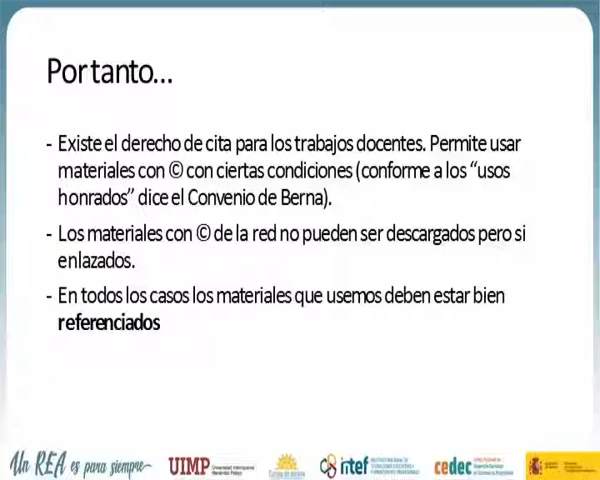 Por tanto...
- Existe el derecho de cita para los trabajos docentes. Permite usar
materiales con © con ciertas condiciones (conforme a los “usos
honrados” dice el Convenio de Berna).
- Los materiales con © de la red no pueden ser descargados pero si
enlazados.
- En todos los casos los materiales que usemos deben estar bien
referenciados
Un REA es para siempre
UIMP
intef
cedec